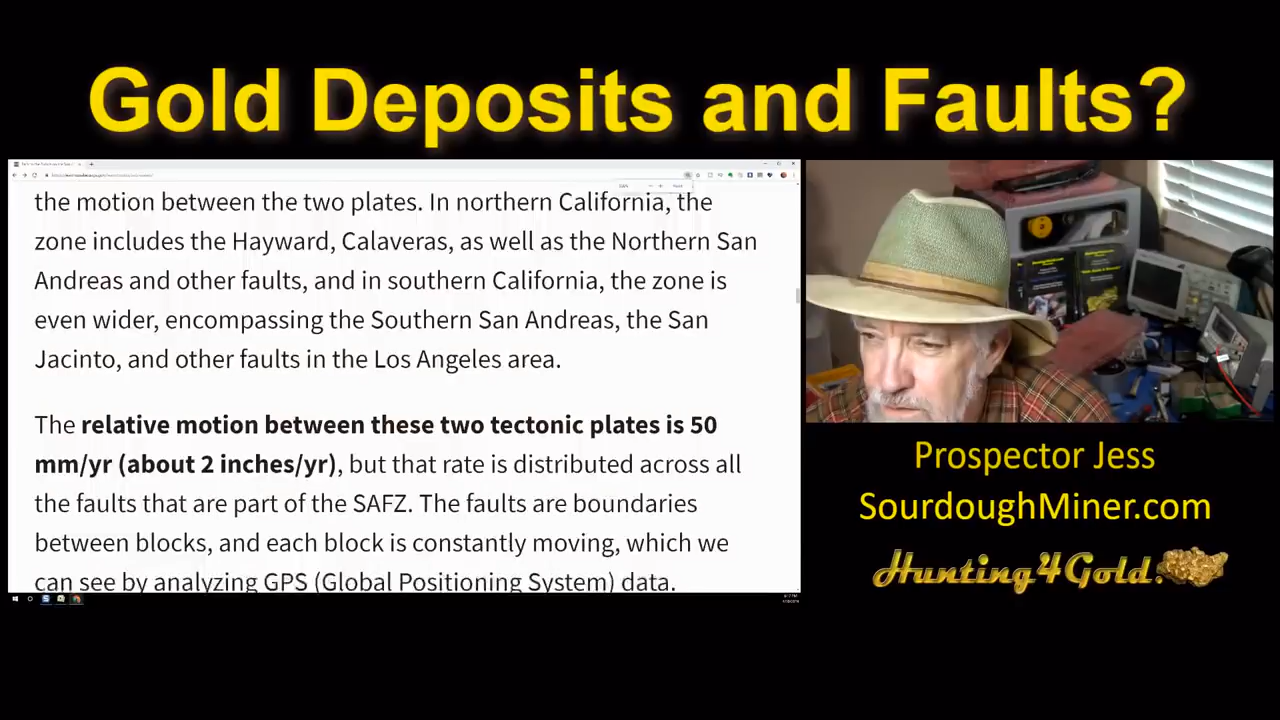 Gold Deposits and Faults?
the motion between the two plates. In northern California, the
zone includes the Hayward, Calaveras, as well as the Northern San
Andreas and other faults, and in southern California, the zone is
even wider, encompassing the Southern San Andreas, the San
Jacinto, and other faults in the Los Angeles area.
The relative motion between these two tectonic plates is 50
mm/yr (about 2 inches/yr), but that rate is distributed across all
the faults that are part of the SAFZ. The faults are boundaries
between blocks, and each block is constantly moving, which we
can see by analyzing GPS (Global Positioning System) data.
Prospector Jess
SourdoughMiner.com
Hunting4Gold.